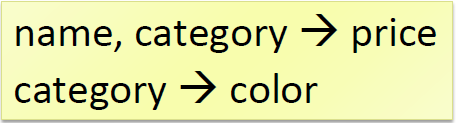 name, category → price
category → color